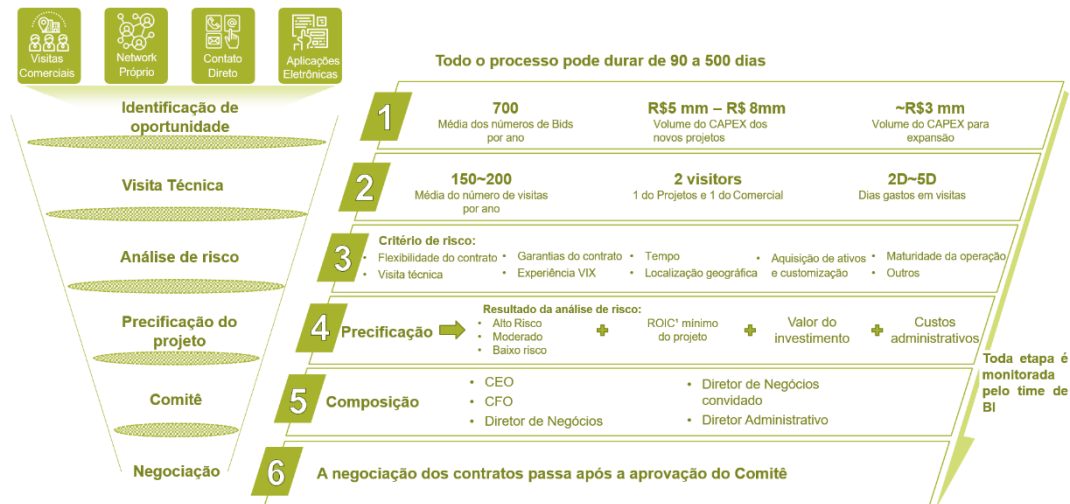 Visitas
Comerciais
Network
Próprio
Contato
Direto
Aplicações
Eletrônicas
Todo o processo pode durar de 90 a 500 dias
Identificação de
oportunidade
1
700
Média dos números de Bids
por ano
R$5 mm – R$ 8mm
Volume do CAPEX dos
novos projetos
~R$3 mm
Volume do CAPEX para
expansão
Visita Técnica
2
150~200
Média do número de visitas
por ano
2 visitors
1 do Projetos e 1 do Comercial
2D~5D
Dias gastos em visitas
Análise de risco
3
Critério de risco:
• Flexibilidade do contrato
• Visita técnica
• Garantias do contrato
• Experiência VIX
• Tempo
• Localização geográfica
• Aquisição de ativos
e customização
• Maturidade da operação
• Outros
Precificação do
projeto
4
Precificação
Resultado da análise de risco:
• Alto Risco
• Moderado
• Baixo risco
ROIC¹ mínimo
do projeto
Valor do
investimento
Custos
administrativos
Toda etapa é
monitorada
pelo time de
BI
Comitê
5
Composição
• CEO
• CFO
• Diretor de Negócios
• Diretor de Negócios
convidado
• Diretor Administrativo
Negociação
6
A negociação dos contratos passa após a aprovação do Comitê